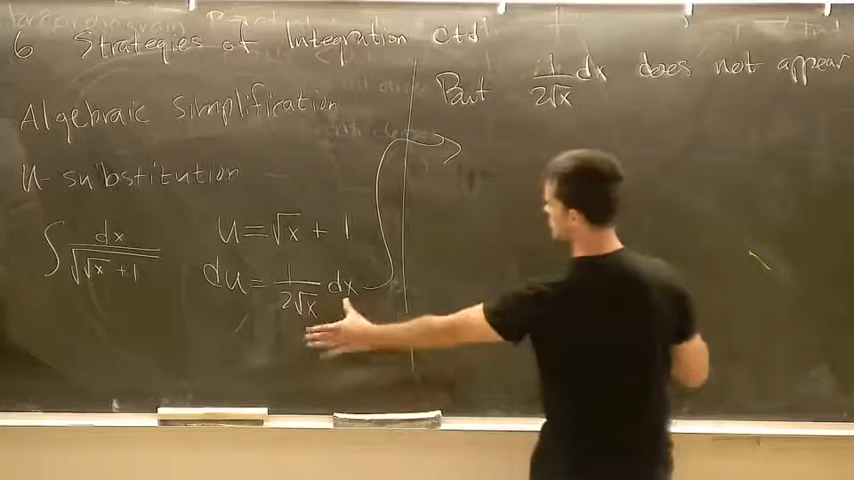 6 Strategies of Integration ctd
Algebraic simplification
u-substitution
∫ dx/√(√x+1)
u = √x + 1
du = 1/(2√x) dx
But 1/(2√x) dx does not appear